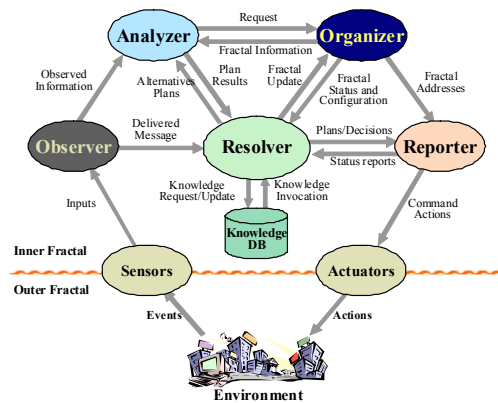 Request
Analyzer
Organizer
Fractal Information
Observed
Information
Alternatives
Plans
Plan
Results
Fractal
Update
Fractal
Status and
Configuration
Fractal
Addresses
Delivered
Message
Observer
Resolver
Plans/Decisions
Reporter
Status reports
Inputs
Knowledge
Request/Update
Knowledge
Invocation
Command
Actions
Knowledge
DB
Inner Fractal
Outer Fractal
Sensors
Actuators
Events
Actions
Environment